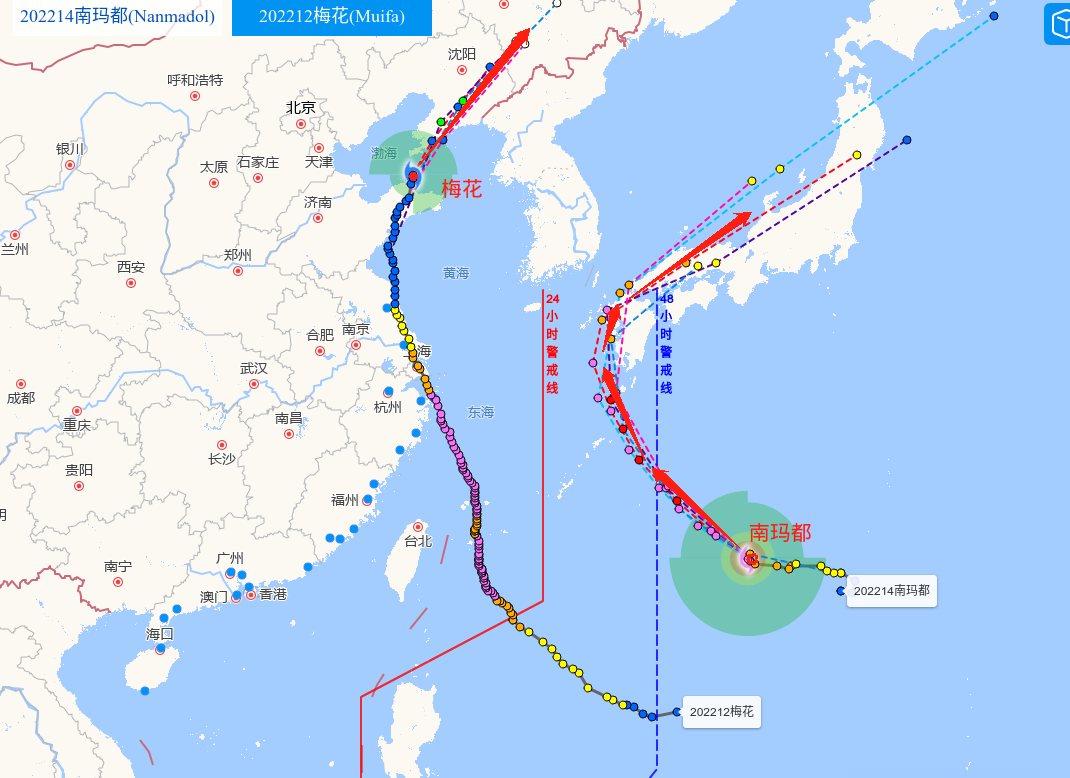 202214南玛都(Nanmadol)
202212梅花(Muifa)
沈阳
呼和浩特
北京
渤海
银川
天津
太原
石家庄
梅花
济南
兰州
郑州
西安
黄海
24小时警戒线
48小时警戒线
合肥
南京
海
武汉
成都
杭州
东海
重庆
南昌
长沙
贵阳
福州
明
南玛都
台北
广州
南宁
202214南玛都
澳门
香港
海口
202212梅花